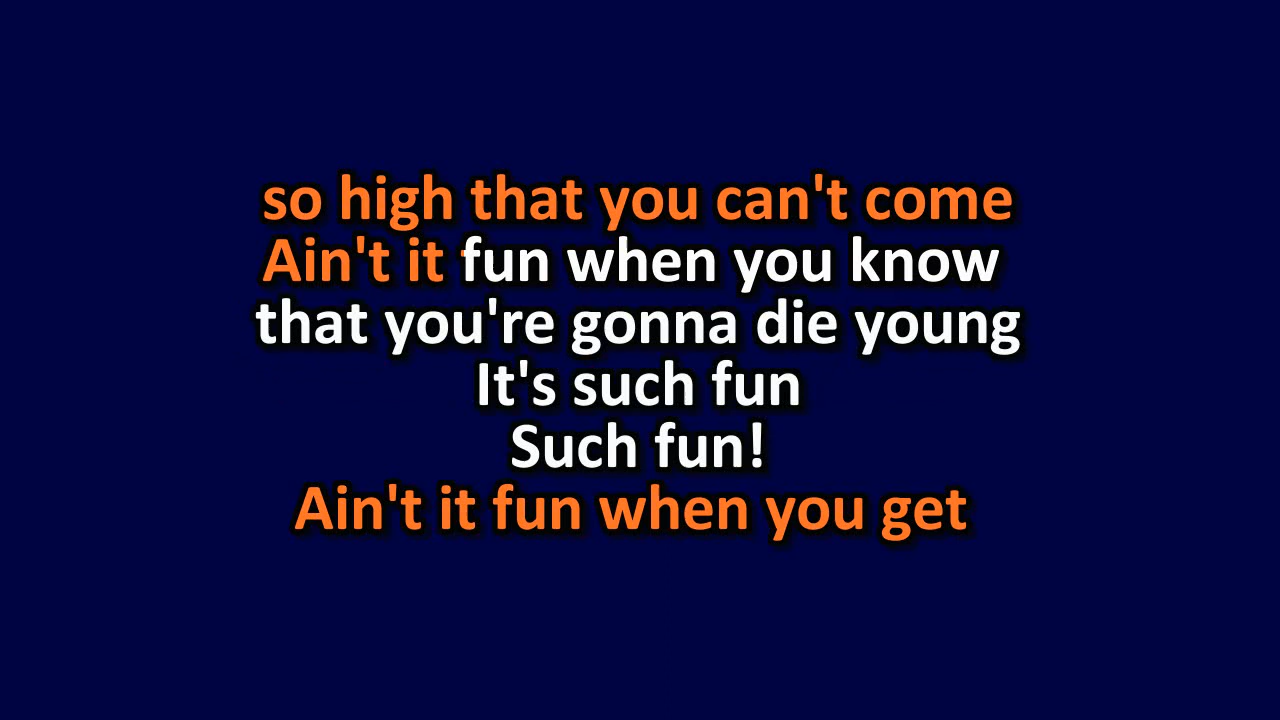 so high that you can't come
Ain't it fun when you know
that you're gonna die young
It's such fun
Such fun!
Ain't it fun when you get